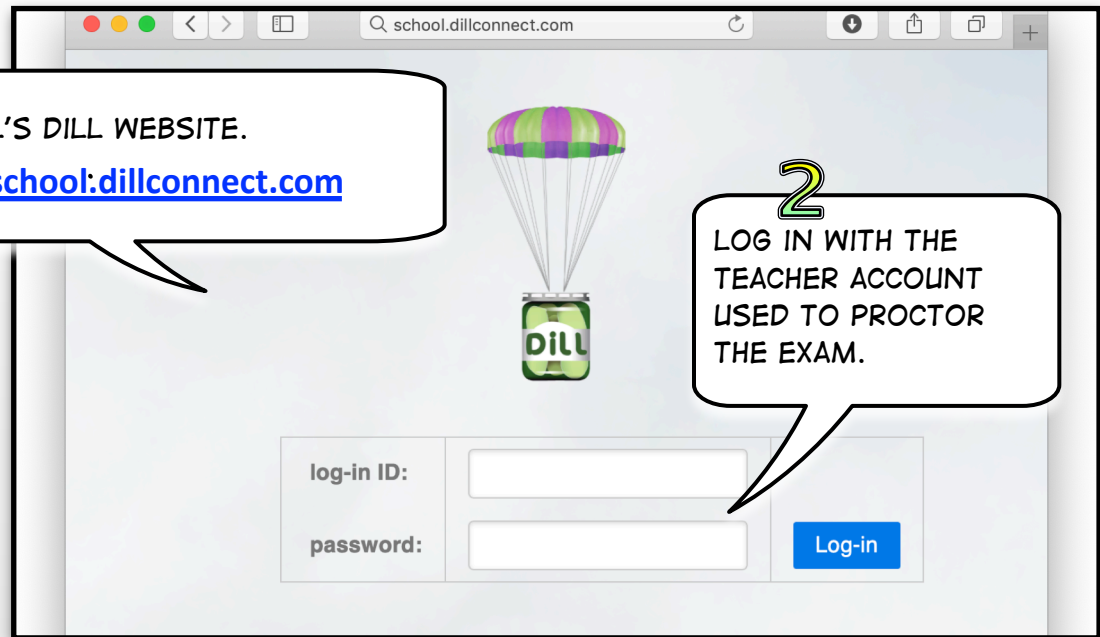 school.dillconnect.com
L'S DILL WEBSITE.
school:dillconnect.com
2
LOG IN WITH THE
TEACHER ACCOUNT
USED TO PROCTOR
THE EXAM.
DiLL
log-in ID:
password:
Log-in